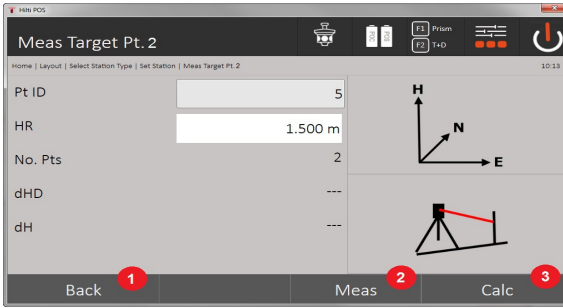 Hilti POS
Meas Target Pt. 2
POC
POS
F1 Prism
F2 T+D
Home | Layout | Select Station Type | Set Station | Meas Target Pt. 2
10:13
Pt ID 5
HR 1.500 m
No. Pts 2
dHD ---
dH ---
H
N
E
1
2
3
Back Meas Calc